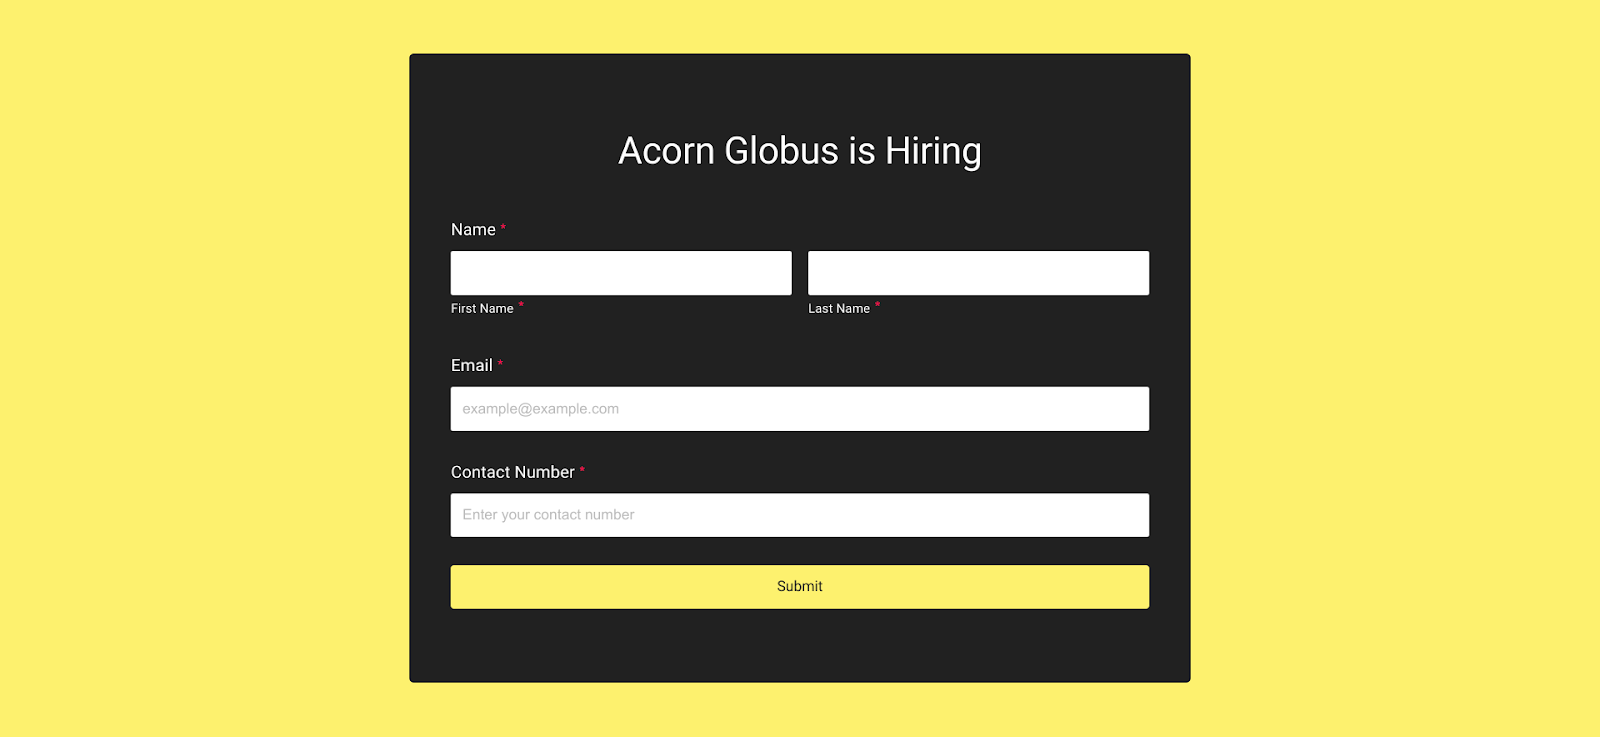 Acorn Globus is Hiring
Name *
First Name * Last Name *
Email *
example@example.com
Contact Number *
Enter your contact number
Submit